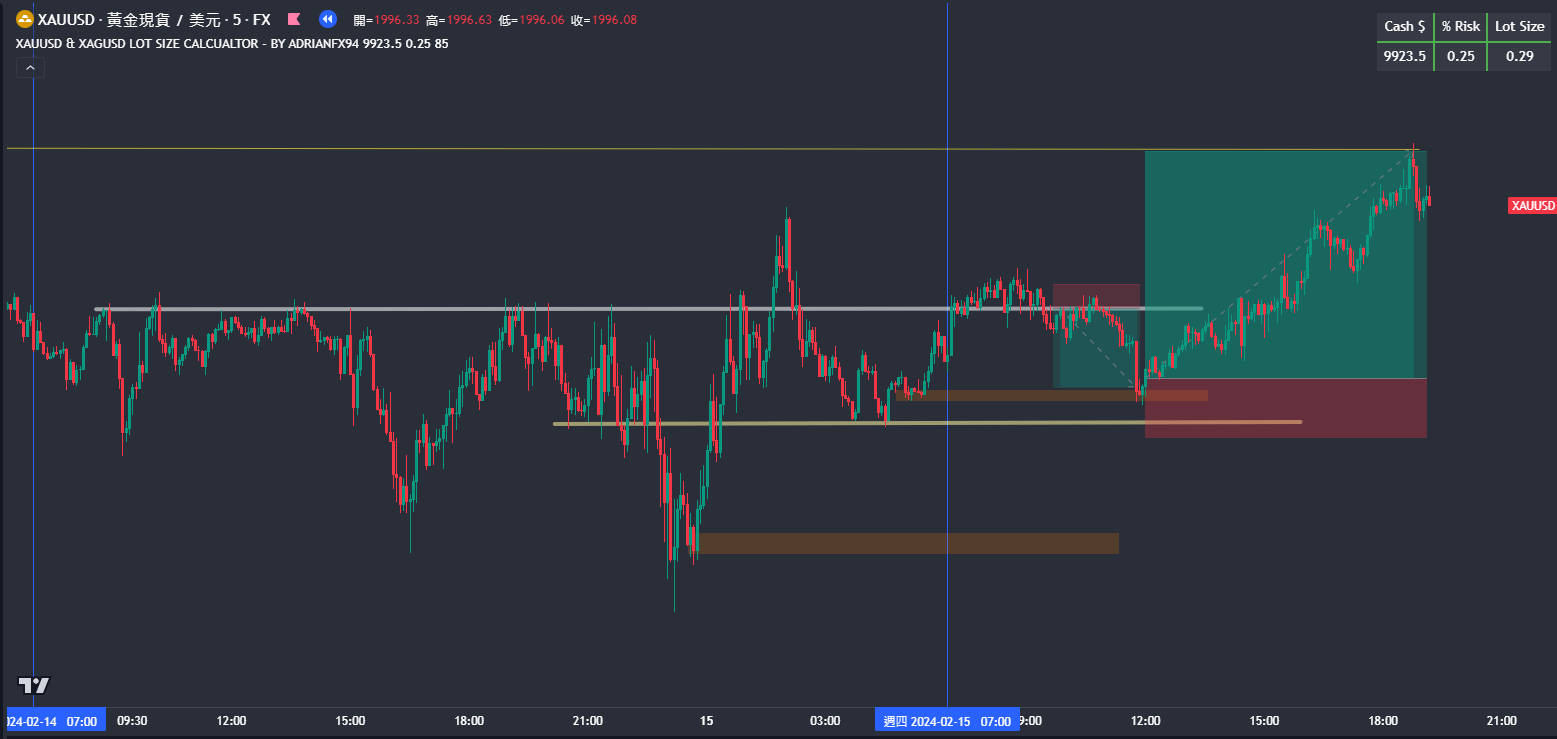 XAUUSD · 黃金現貨 / 美元 · 5 · FX 開=1996.33 高=1996.63 低=1996.06 收=1996.08
XAUUSD & XAGUSD LOT SIZE CALCUALTOR - BY ADRIANFX94 9923.5 0.25 85
Cash $ % Risk Lot Size
9923.5 0.25 0.29
XAUUSD
024-02-14 07:00 09:30 12:00 15:00 18:00 21:00 15 03:00 週四 2024-02-15 07:00 9:00 12:00 15:00 18:00 21:00